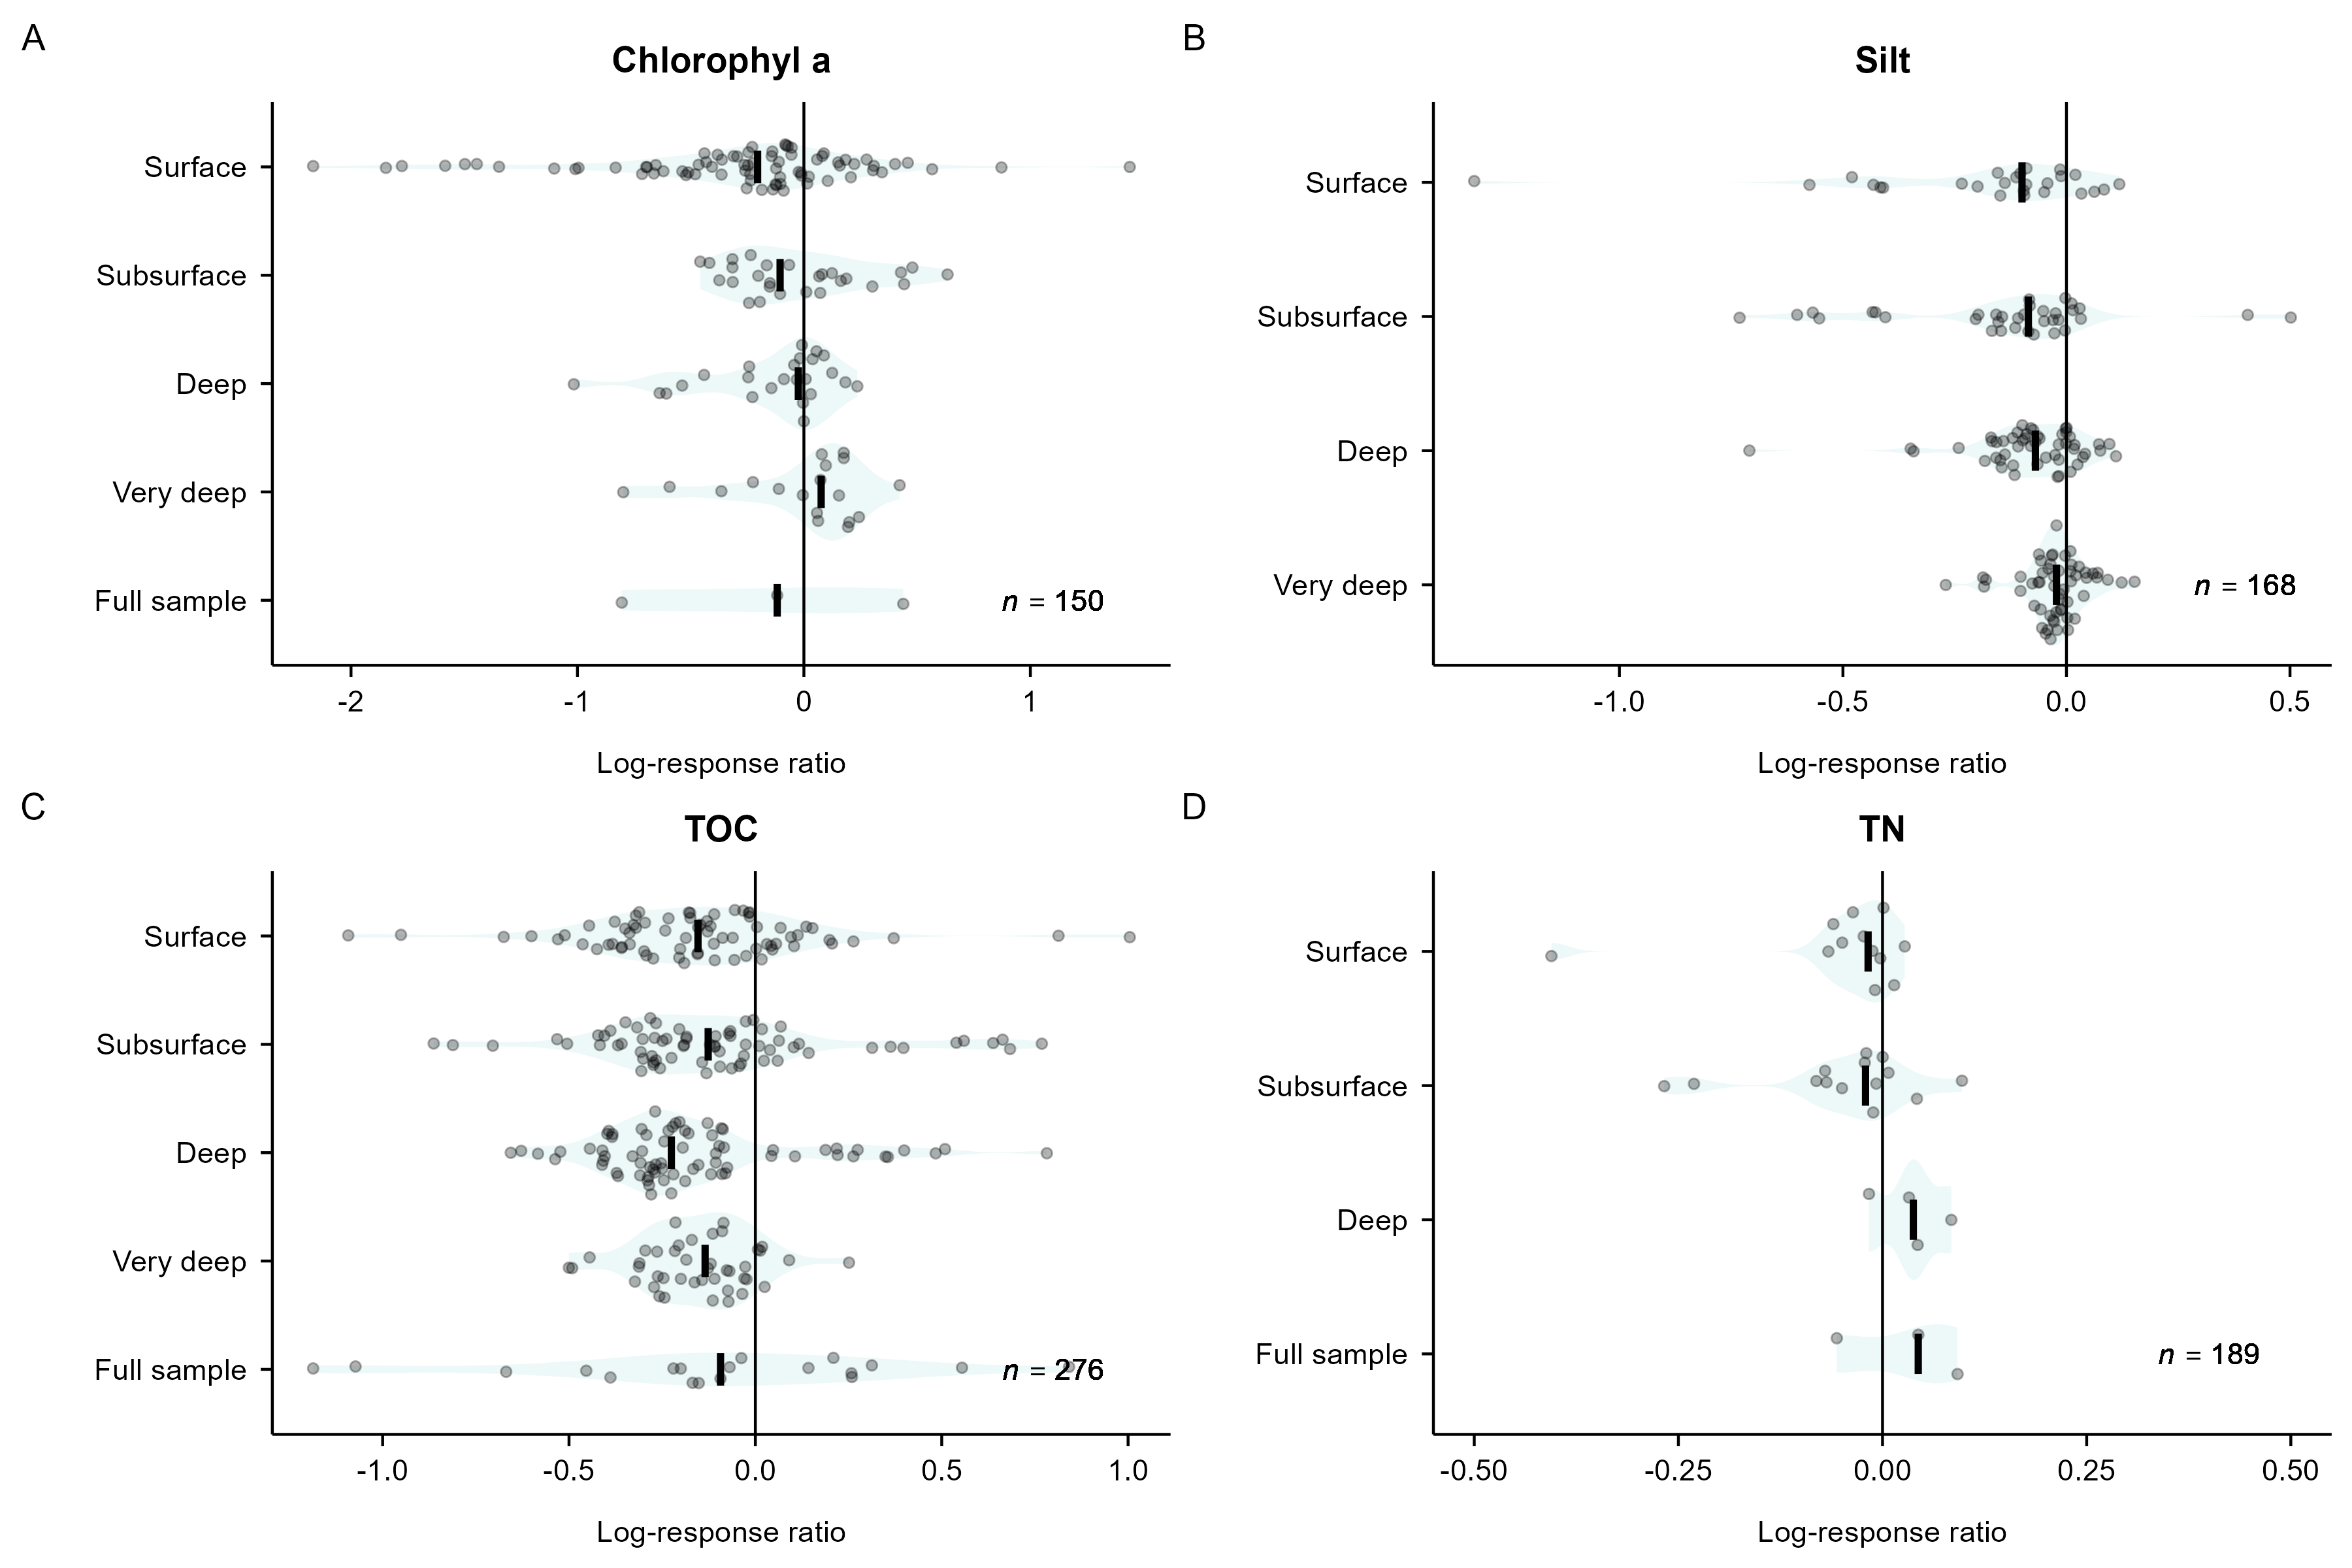 A
Chlorophyl a
Surface
Subsurface
Deep
Very deep
Full sample
n = 150
-2 -1 0 1
Log-response ratio
B
Silt
Surface
Subsurface
Deep
Very deep
n = 168
-1.0 -0.5 0.0 0.5
Log-response ratio
C
TOC
Surface
Subsurface
Deep
Very deep
Full sample
n = 276
-1.0 -0.5 0.0 0.5 1.0
Log-response ratio
D
TN
Surface
Subsurface
Deep
Full sample
n = 189
-0.50 -0.25 0.00 0.25 0.50
Log-response ratio